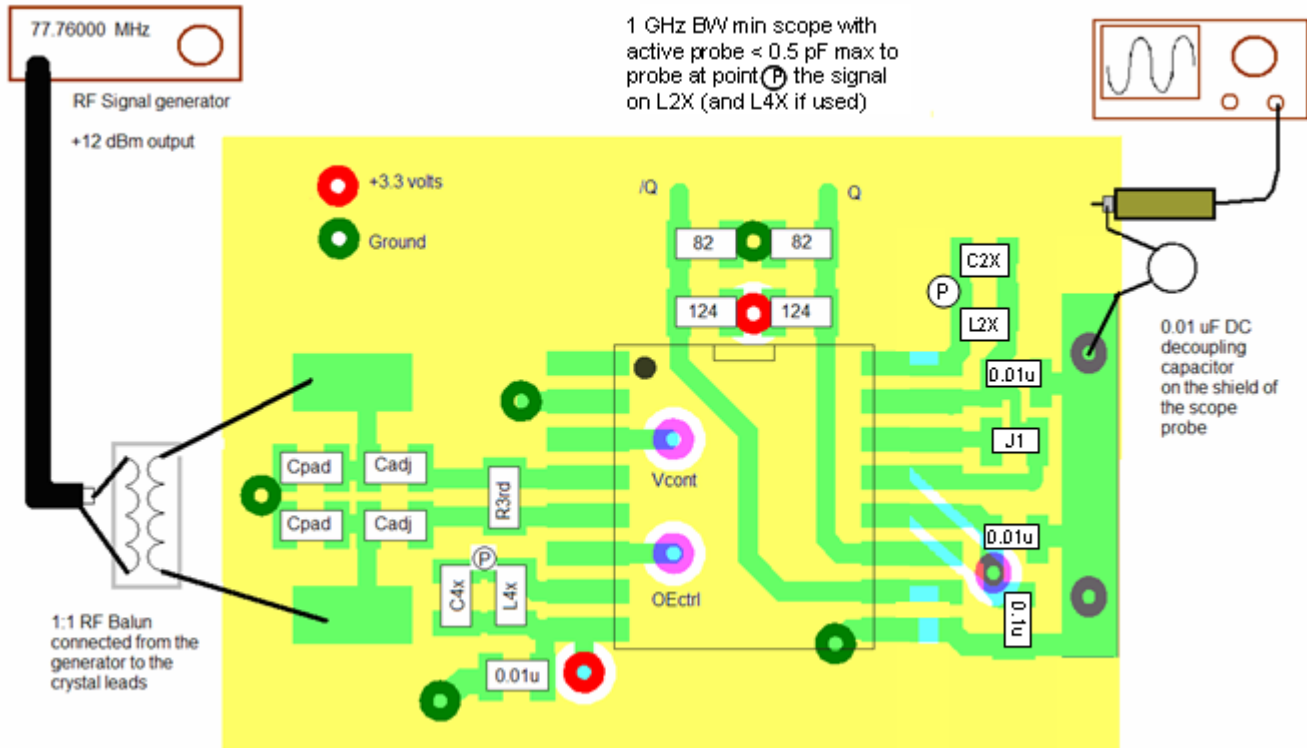 77.76000 MHz
RF Signal generator
+12 dBm output
1 GHz BW min scope with
active probe < 0.5 pF max to
probe at point P the signal
on L2X (and L4X if used)
+3.3 volts
Ground
/Q
Q
82
82
124
124
C2X
P
L2X
0.01u
J1
0.01u
0.1u
0.01 uF DC
decoupling
capacitor
on the shield of
the scope
probe
Cpad
Cadj
Cpad
Cadj
R3rd
Vcont
OEctrl
P
C4x
L4x
0.01u
1:1 RF Balun
connected from the
generator to the
crystal leads